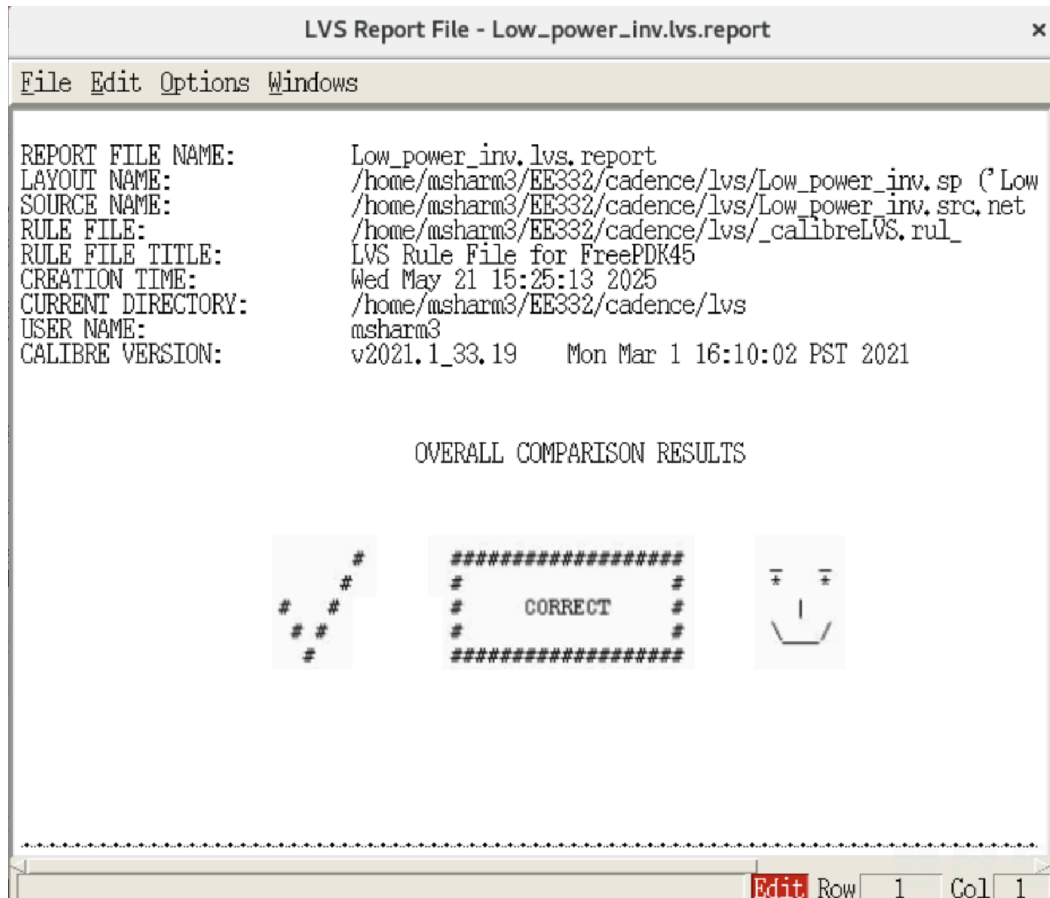 LVS Report File - Low_power_inv.lvs.report ×
File Edit Options Windows
REPORT FILE NAME: Low_power_inv.lvs.report
LAYOUT NAME: /home/msharm3/EE332/cadence/lvs/Low_power_inv.sp ('Low
SOURCE NAME: /home/msharm3/EE332/cadence/lvs/Low_power_inv.src.net
RULE FILE: /home/msharm3/EE332/cadence/lvs/_calibreLVS.rul_
RULE FILE TITLE: LVS Rule File for FreePDK45
CREATION TIME: Wed May 21 15:25:13 2025
CURRENT DIRECTORY: /home/msharm3/EE332/cadence/lvs
USER NAME: msharm3
CALIBRE VERSION: v2021.1_33.19 Mon Mar 1 16:10:02 PST 2021
OVERALL COMPARISON RESULTS
# ################### _ _
# # # * *
# # # CORRECT # |
# # # # \___/
# ###################
Edit Row 1 Col 1